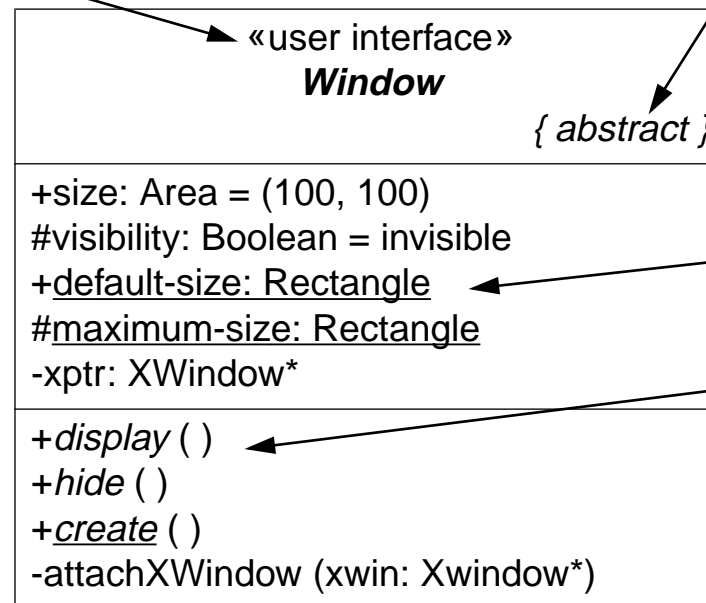 «user interface»
Window
{ abstract }
+size: Area = (100, 100)
#visibility: Boolean = invisible
+default-size: Rectangle
#maximum-size: Rectangle
-xptr: XWindow*
+display ( )
+hide ( )
+create ( )
-attachXWindow (xwin: Xwindow*)